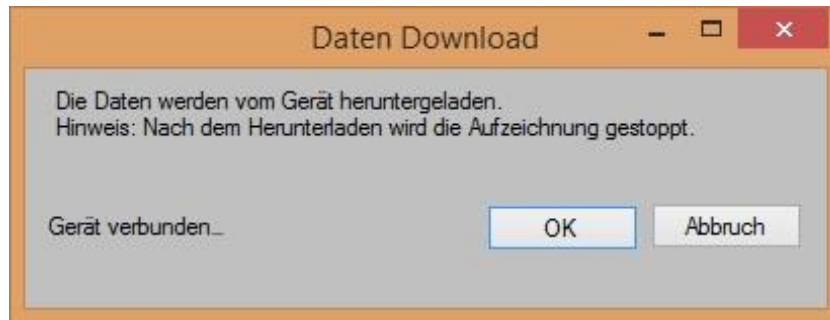 Daten Download
Die Daten werden vom Gerät heruntergeladen.
Hinweis: Nach dem Herunterladen wird die Aufzeichnung gestoppt.
Gerät verbunden...
OK
Abbruch